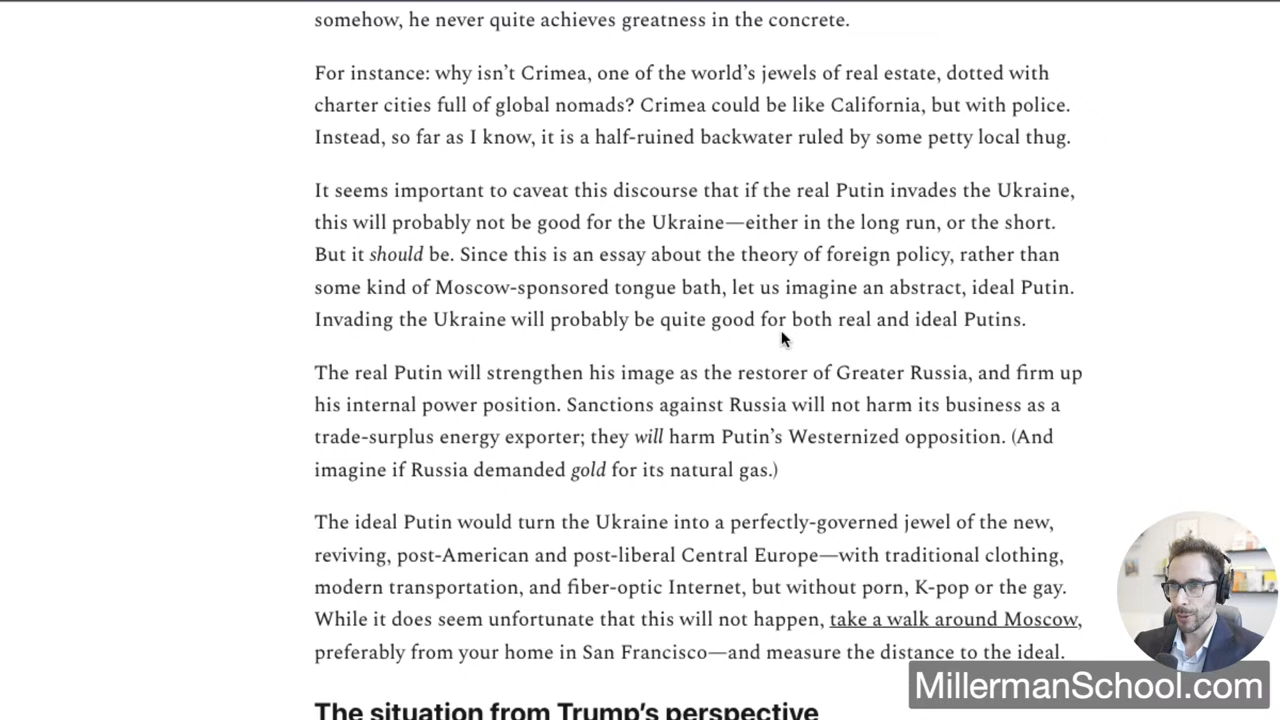 somehow, he never quite achieves greatness in the concrete.
For instance: why isn’t Crimea, one of the world’s jewels of real estate, dotted with
charter cities full of global nomads? Crimea could be like California, but with police.
Instead, so far as I know, it is a half-ruined backwater ruled by some petty local thug.
It seems important to caveat this discourse that if the real Putin invades the Ukraine,
this will probably not be good for the Ukraine—either in the long run, or the short.
But it should be. Since this is an essay about the theory of foreign policy, rather than
some kind of Moscow-sponsored tongue bath, let us imagine an abstract, ideal Putin.
Invading the Ukraine will probably be quite good for both real and ideal Putins.
The real Putin will strengthen his image as the restorer of Greater Russia, and firm up
his internal power position. Sanctions against Russia will not harm its business as a
trade-surplus energy exporter; they will harm Putin’s Westernized opposition. (And
imagine if Russia demanded gold for its natural gas.)
The ideal Putin would turn the Ukraine into a perfectly-governed jewel of the new,
reviving, post-American and post-liberal Central Europe—with traditional clothing,
modern transportation, and fiber-optic Internet, but without porn, K-pop or the gay.
While it does seem unfortunate that this will not happen, take a walk around Moscow,
preferably from your home in San Francisco—and measure the distance to the ideal.
MillermanSchool.com
The situation from Trump’s perspective